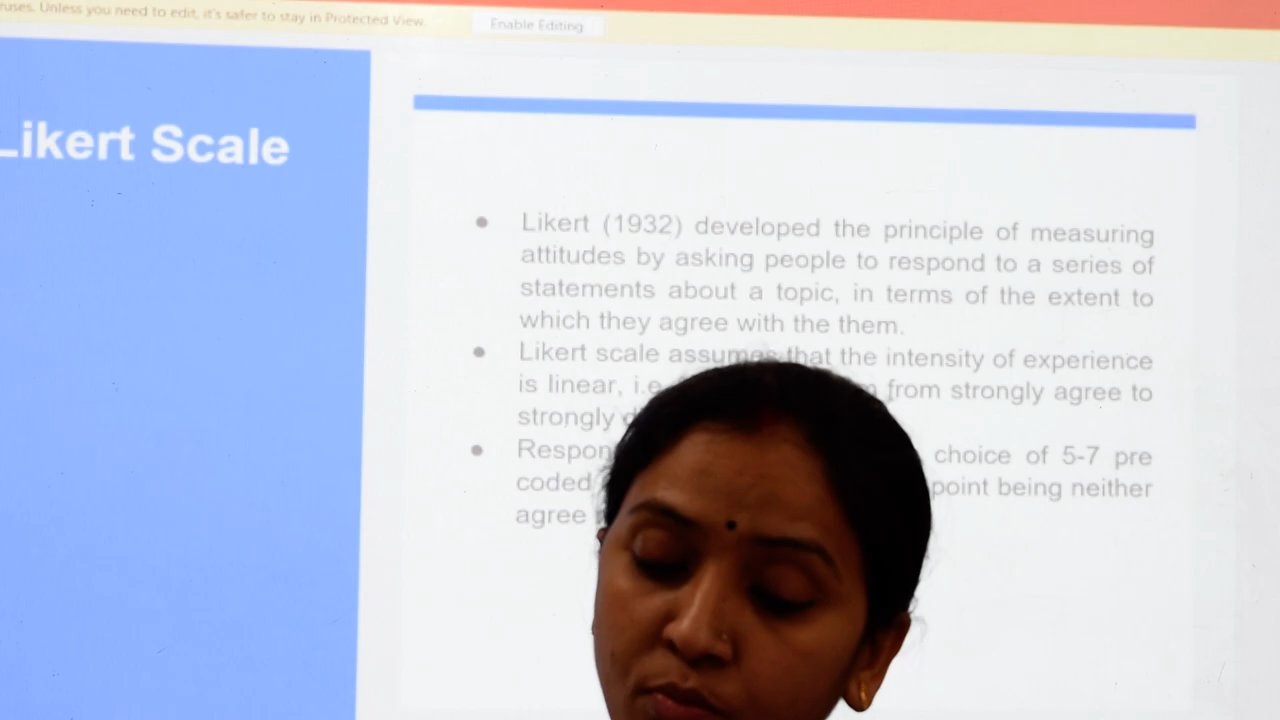 ruses. Unless you need to edit, it's safer to stay in Protected View.
Enable Editing
Likert Scale
• Likert (1932) developed the principle of measuring
attitudes by asking people to respond to a series of
statements about a topic, in terms of the extent to
which they agree with the them.
• Likert scale assumes that the intensity of experience
is linear, i.e from strongly agree to
strongly
• choice of 5-7 pre
coded point being neither
agree